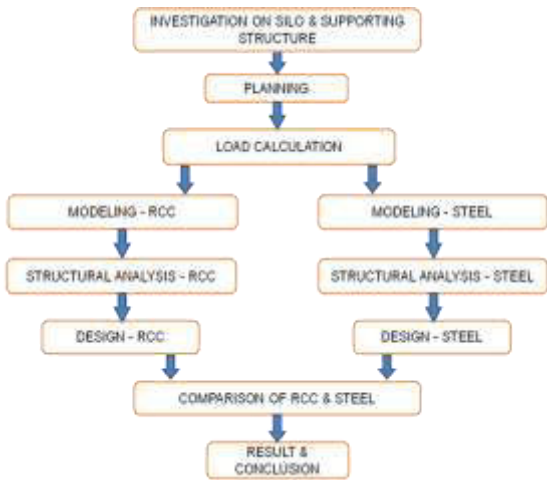 INVESTIGATION ON SILO & SUPPORTING
STRUCTURE
PLANNING
LOAD CALCULATION
MODELING - RCC
MODELING - STEEL
STRUCTURAL ANALYSIS - RCC
STRUCTURAL ANALYSIS - STEEL
DESIGN – RCC
DESIGN – STEEL
COMPARISON OF RCC & STEEL
RESULT &
CONCLUSION